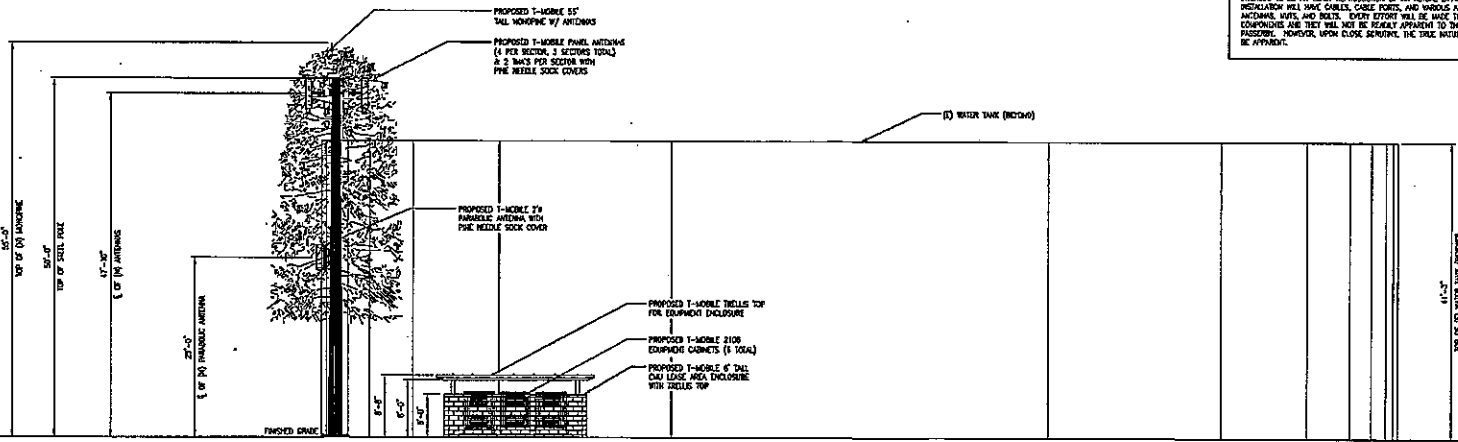 PROPOSED T-MOBILE 55'
TALL MONOPINE W/ ANTENNAS
PROPOSED T-MOBILE PANEL ANTENNAS
(4 PER SECTOR, 3 SECTORS TOTAL)
& 2 TMA'S PER SECTOR WITH
PINE NEEDLE SOCK COVERS
INSTALLATION WILL HAVE CABLES, CABLE PORTS, AND VARIOUS
ANTENNAS, NUTS, AND BOLTS. EVERY EFFORT WILL BE MADE
COMPONENTS AND THEY WILL NOT BE READILY APPARENT TO
PASSERBY. HOWEVER, UPON CLOSE SCRUTINY, THE TRUE
BE APPARENT.
(E) WATER TANK (BEYOND)
55'-0"
TOP OF (N) MONOPINE
50'-0"
TOP OF STEEL POLE
47'-10"
℄ OF (N) ANTENNAS
25'-0"
℄ OF (N) PARABOLIC ANTENNA
PROPOSED T-MOBILE 2'Ø
PARABOLIC ANTENNA WITH
PINE NEEDLE SOCK COVER
PROPOSED T-MOBILE TRELLIS TOP
FOR EQUIPMENT ENCLOSURE
PROPOSED T-MOBILE 2106
EQUIPMENT CABINETS (6 TOTAL)
PROPOSED T-MOBILE 6' TALL
CMU LEASE AREA ENCLOSURE
WITH TRELLIS TOP
FINISHED GRADE
41'-3"
TOP OF (E) WATER TANK